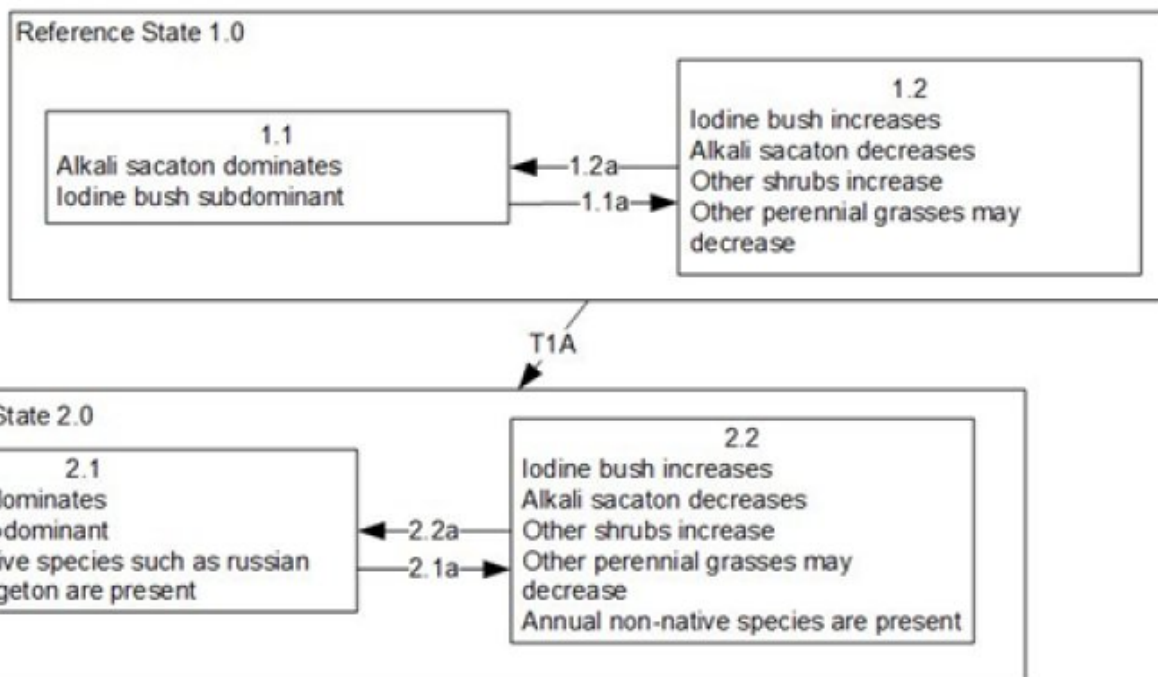 Reference State 1.0
1.1
Alkali sacaton dominates
Iodine bush subdominant
1.2a
1.1a
1.2
Iodine bush increases
Alkali sacaton decreases
Other shrubs increase
Other perennial grasses may
decrease
T1A
State 2.0
2.1
dominates
species such as russian
are present
2.2a
2.1a
2.2
Iodine bush increases
Alkali sacaton decreases
Other shrubs increase
Other perennial grasses may
decrease
Annual non-native species are present